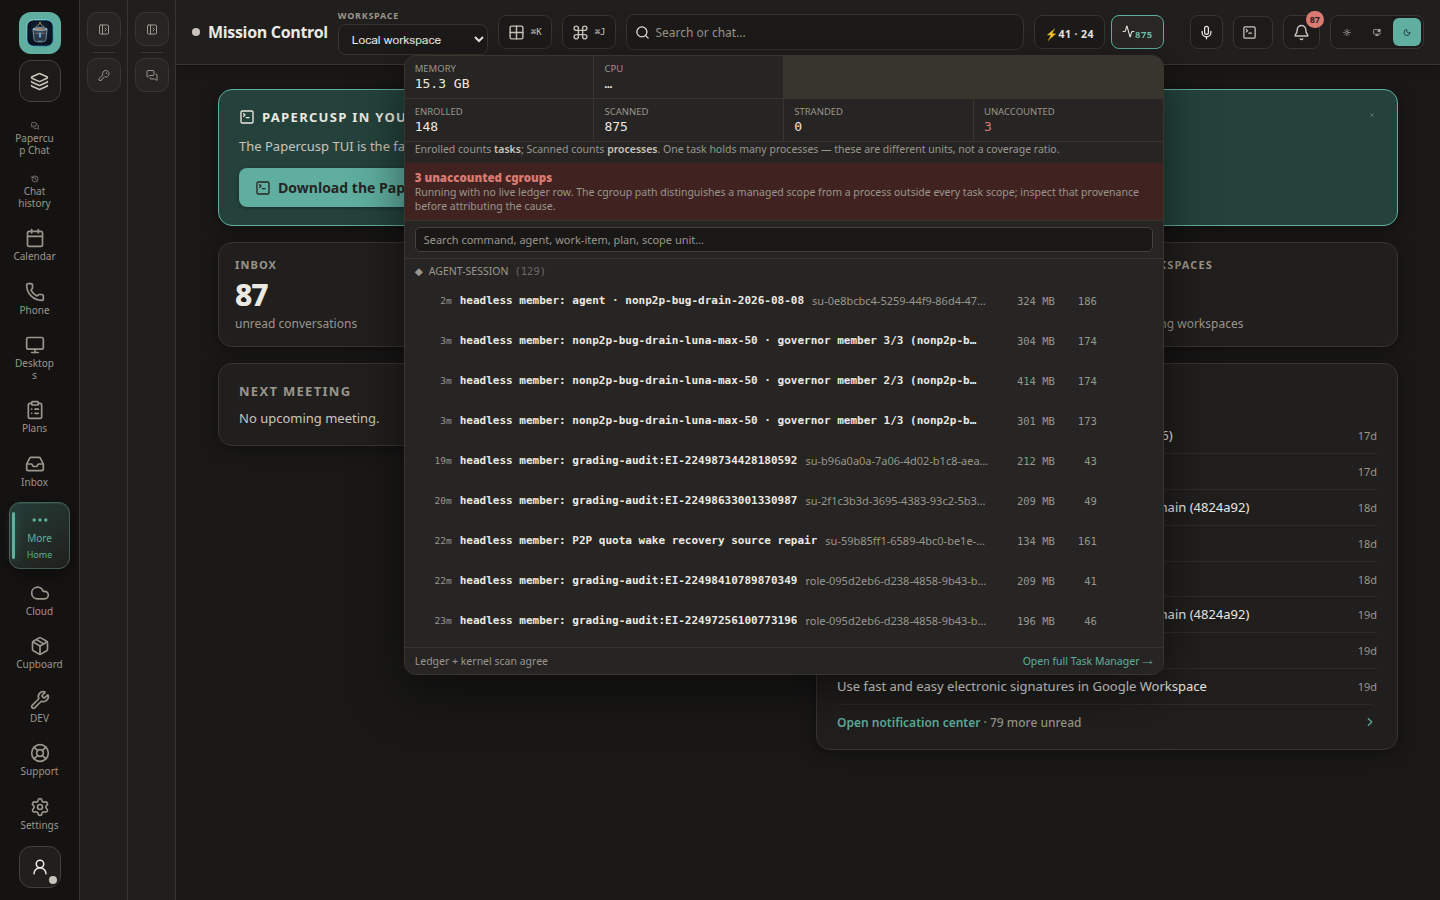 Mission Control
WORKSPACE
Local workspace
⌘K
⌘J
Search or chat...
⚡41 · 24
875
87
Papercu
p Chat
Chat
history
Calendar
Phone
Desktop
s
Plans
Inbox
More
Home
Cloud
Cupboard
DEV
Support
Settings
PAPERCUSP IN YOU
The Papercusp TUI is the fa
Download the Pap
×
INBOX
87
unread conversations
KSPACES
ng workspaces
NEXT MEETING
No upcoming meeting.
MEMORY
15.3 GB
CPU
…
ENROLLED
148
SCANNED
875
STRANDED
0
UNACCOUNTED
3
Enrolled counts tasks; Scanned counts processes. One task holds many processes — these are different units, not a coverage ratio.
3 unaccounted cgroups
Running with no live ledger row. The cgroup path distinguishes a managed scope from a process outside every task scope; inspect that provenance
before attributing the cause.
Search command, agent, work-item, plan, scope unit...
◆ AGENT-SESSION (129)
2m headless member: agent · nonp2p-bug-drain-2026-08-08 su-0e8bcbc4-5259-44f9-86d4-47… 324 MB 186
3m headless member: nonp2p-bug-drain-luna-max-50 · governor member 3/3 (nonp2p-b… 304 MB 174
3m headless member: nonp2p-bug-drain-luna-max-50 · governor member 2/3 (nonp2p-b… 414 MB 174
3m headless member: nonp2p-bug-drain-luna-max-50 · governor member 1/3 (nonp2p-b… 301 MB 173
19m headless member: grading-audit:EI-22498734428180592 su-b96a0a0a-7a06-4d02-b1c8-aea… 212 MB 43
20m headless member: grading-audit:EI-22498633001330987 su-2f1c3b3d-3695-4383-93c2-5b3… 209 MB 49
22m headless member: P2P quota wake recovery source repair su-59b85ff1-6589-4bc0-be1e-… 134 MB 161
22m headless member: grading-audit:EI-22498410789870349 role-095d2eb6-d238-4858-9b43-b… 209 MB 41
23m headless member: grading-audit:EI-22497256100773196 role-095d2eb6-d238-4858-9b43-b… 196 MB 46
Ledger + kernel scan agree
Open full Task Manager →
6) 17d
17d
nain (4824a92) 18d
18d
18d
nain (4824a92) 19d
19d
Use fast and easy electronic signatures in Google Workspace 19d
Open notification center · 79 more unread